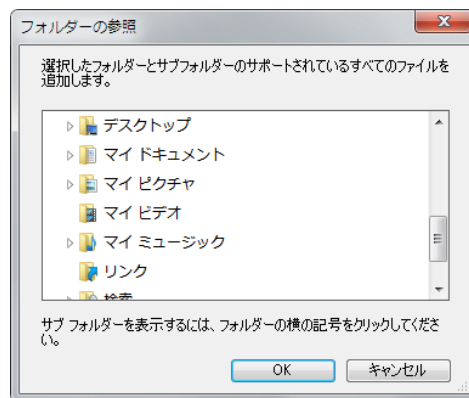 フォルダーの参照
選択したフォルダーとサブフォルダーのサポートされているすべてのファイルを
追加します。
デスクトップ
マイ ドキュメント
マイ ピクチャ
マイ ビデオ
マイ ミュージック
リンク
検索
サブ フォルダーを表示するには、フォルダーの横の記号をクリックしてくださ
い。
OK
キャンセル